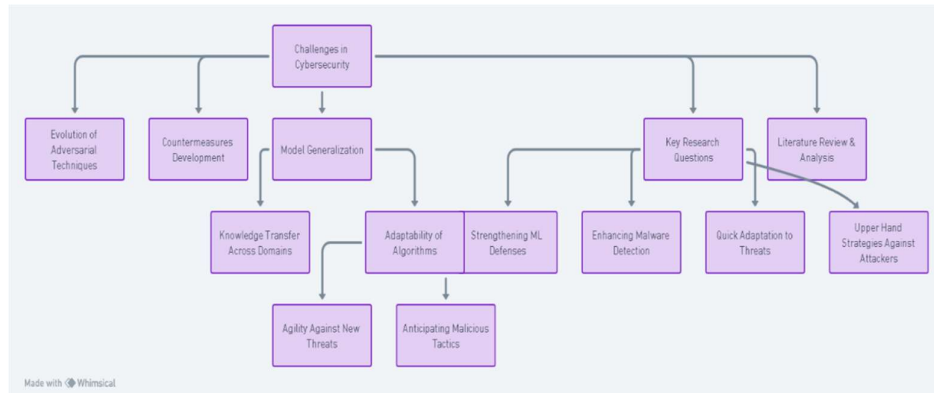 Challenges in
Cybersecurity
Evolution of
Adversarial
Techniques
Countermeasures
Development
Model Generalization
Key Research
Questions
Literature Review &
Analysis
Knowledge Transfer
Across Domains
Adaptability of
Algorithms
Strengthening ML
Defenses
Enhancing Malware
Detection
Quick Adaptation to
Threats
Upper Hand
Strategies Against
Attackers
Agility Against New
Threats
Anticipating Malicious
Tactics
Made with Whimsical